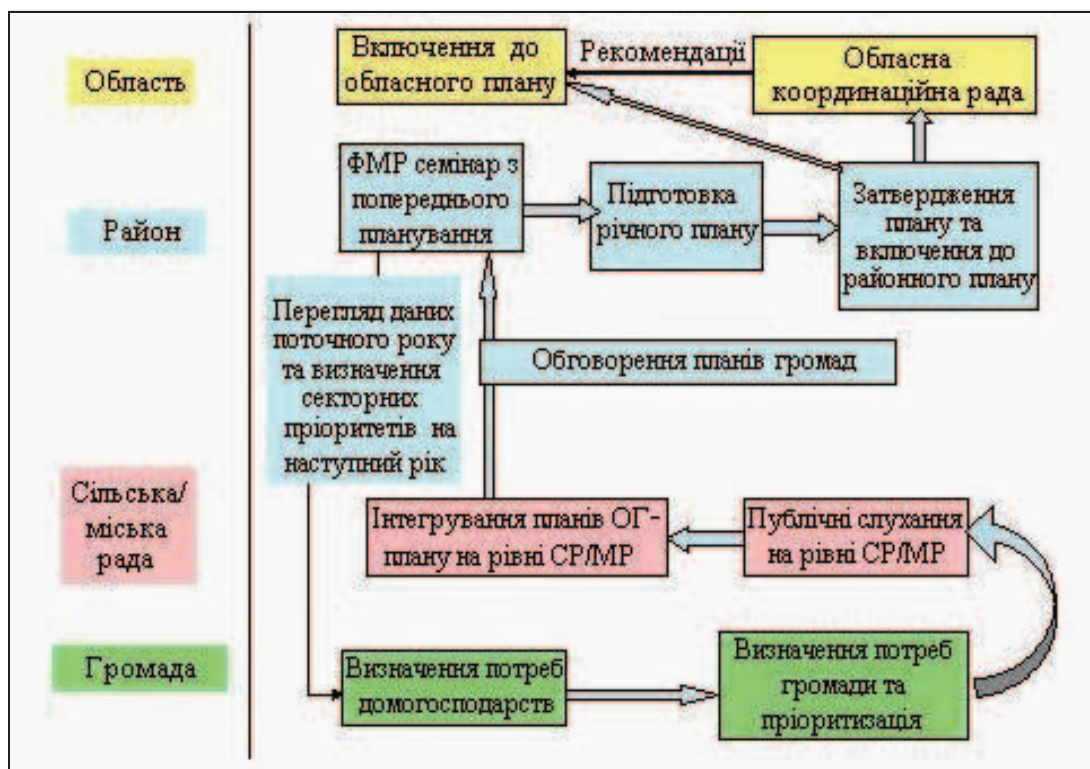 Область
Включення до
обласного плану
Рекомендації
Обласна
координаційна рада
Район
ФМР семінар з
попереднього
планування
Підготовка
річного плану
Затвердження
плану та
включення до
районного плану
Перегляд даних
поточного року
та визначення
секторних
пріоритетів на
наступний рік
Обговорення планів громад
Сільська/
міська
рада
Інтегрування планів ОГ-
плану на рівні СР/МР
Публічні слухання
на рівні СР/МР
Громада
Визначення потреб
домогосподарств
Визначення потреб
громади та
пріоритизація